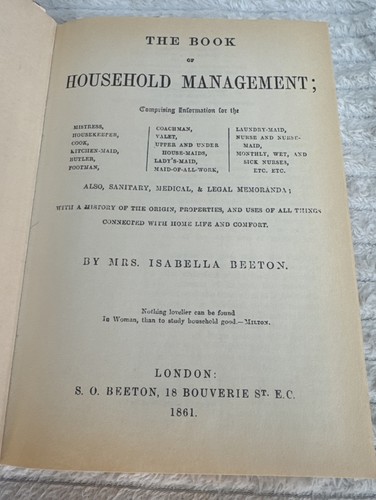 THE BOOK
OF
HOUSEHOLD MANAGEMENT;
Comprising Information for the
MISTRESS,
HOUSEKEEPER,
COOK,
KITCHEN-MAID,
BUTLER,
FOOTMAN,
COACHMAN,
VALET,
UPPER AND UNDER
HOUSE-MAIDS,
LADY'S-MAID,
MAID-OF-ALL-WORK,
LAUNDRY-MAID,
NURSE AND NURSE-
MAID,
MONTHLY, WET, AND
SICK NURSES,
ETC. ETC.
ALSO, SANITARY, MEDICAL, & LEGAL MEMORANDA;
WITH A HISTORY OF THE ORIGIN, PROPERTIES, AND USES OF ALL THINGS
CONNECTED WITH HOME LIFE AND COMFORT.
BY MRS. ISABELLA BEETON.
Nothing lovelier can be found
In Woman, than to study household good.—MILTON.
LONDON:
S. O. BEETON, 18 BOUVERIE ST. E.C.
1861.